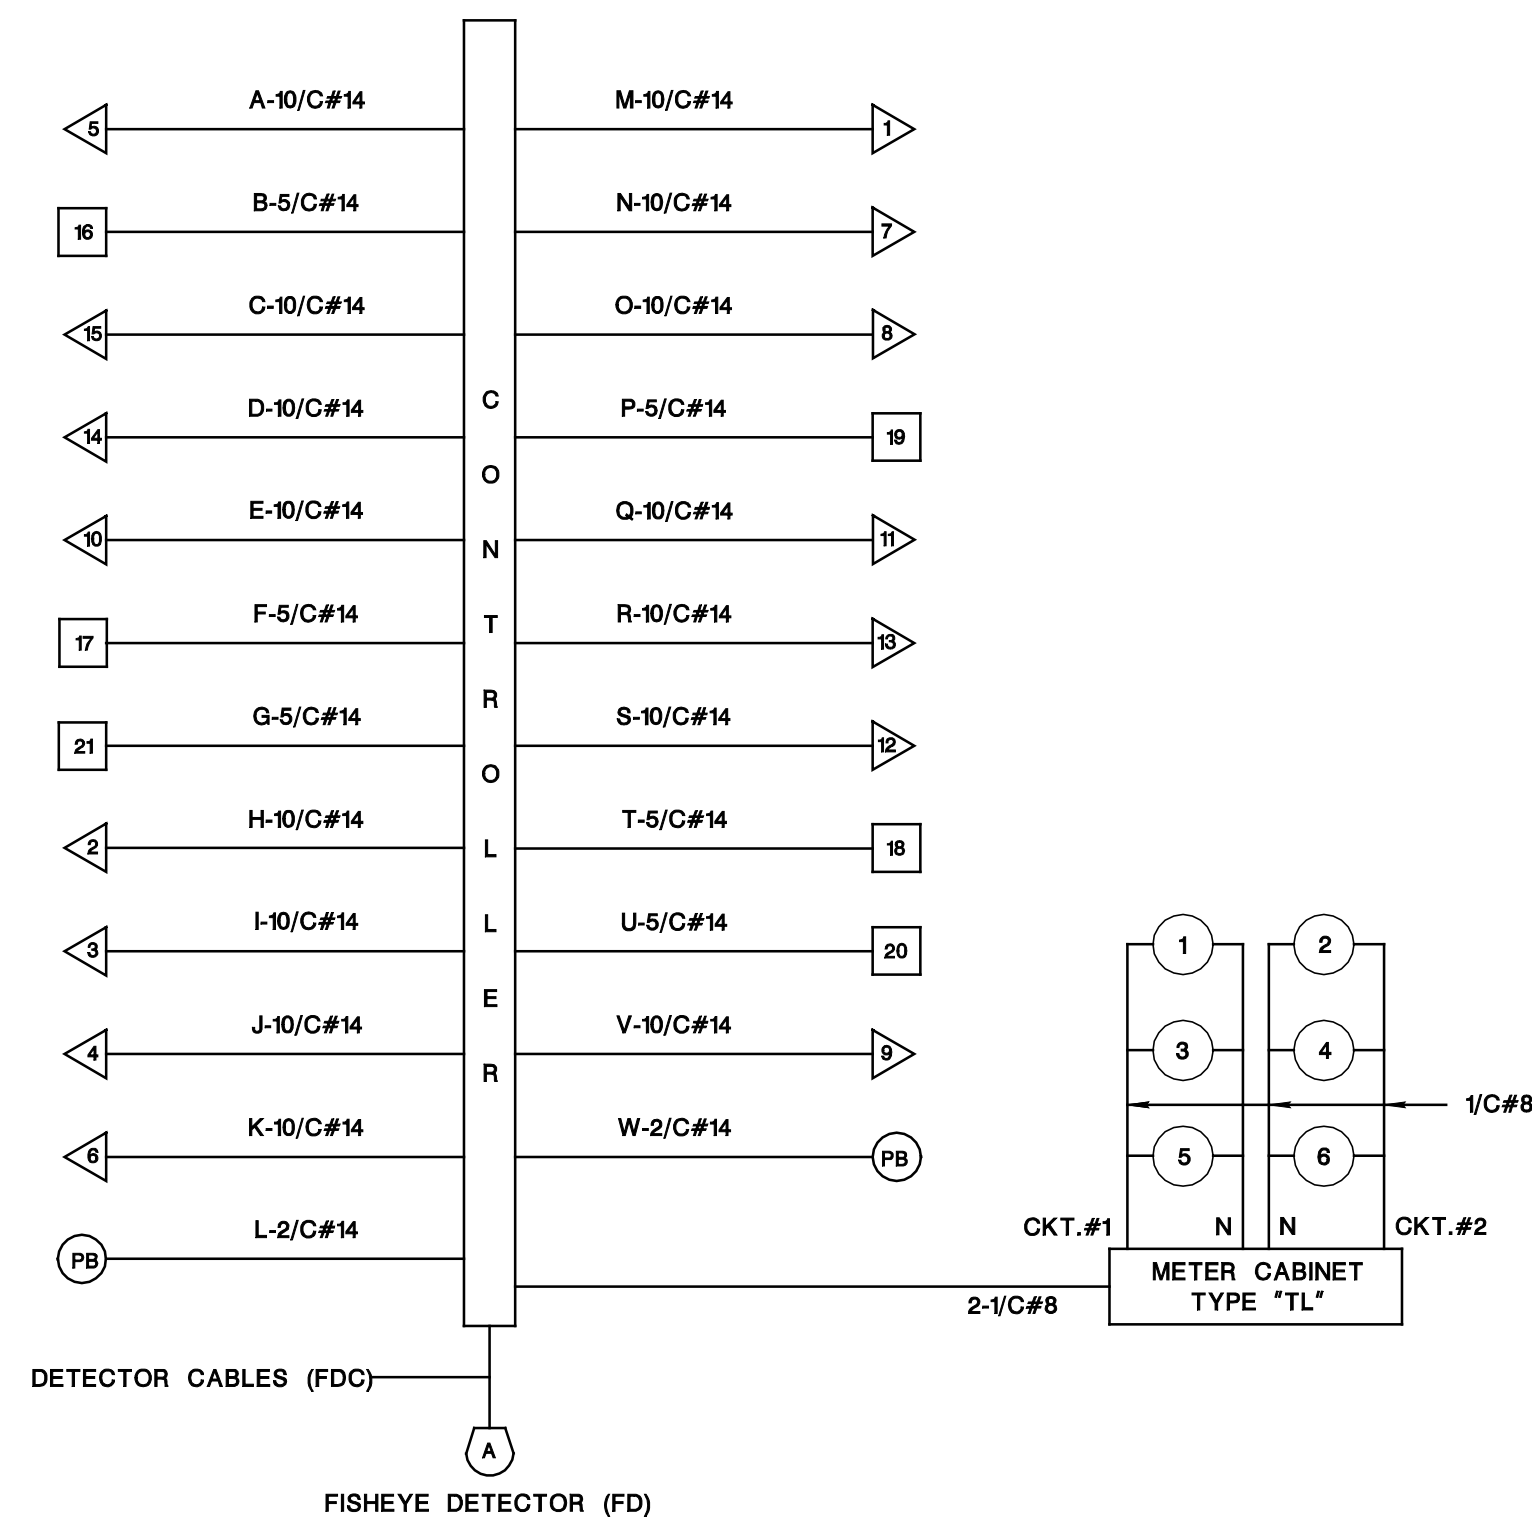 A-10/C#14
5
M-10/C#14
1
B-5/C#14
16
N-10/C#14
7
C-10/C#14
15
O-10/C#14
8
D-10/C#14
14
P-5/C#14
19
E-10/C#14
10
Q-10/C#14
11
F-5/C#14
17
R-10/C#14
13
G-5/C#14
21
S-10/C#14
12
H-10/C#14
2
T-5/C#14
18
I-10/C#14
3
U-5/C#14
20
J-10/C#14
4
V-10/C#14
9
K-10/C#14
6
W-2/C#14
PB
L-2/C#14
PB
CONTROLLER
1
2
3
4
1/C#8
5
6
CKT.#1
N
N
CKT.#2
METER CABINET
TYPE "TL"
2-1/C#8
DETECTOR CABLES (FDC)
A
FISHEYE DETECTOR (FD)